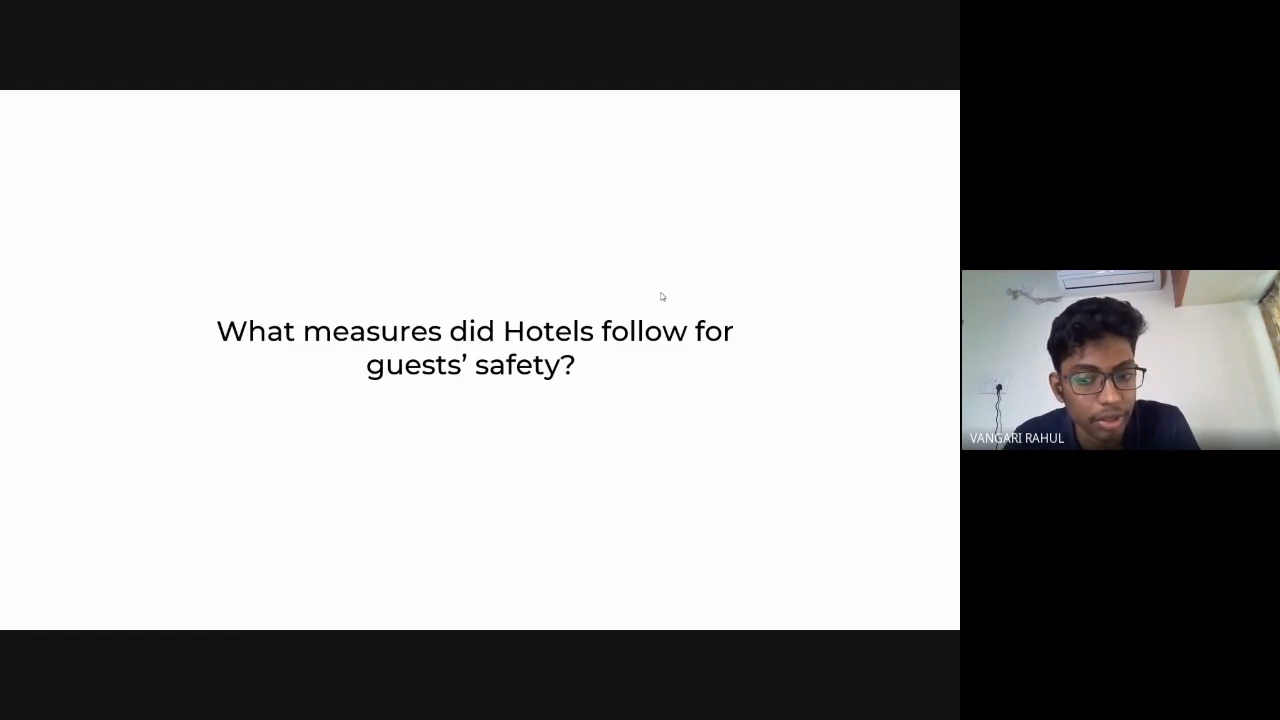 What measures did Hotels follow for
guests’ safety?
VANGARI RAHUL